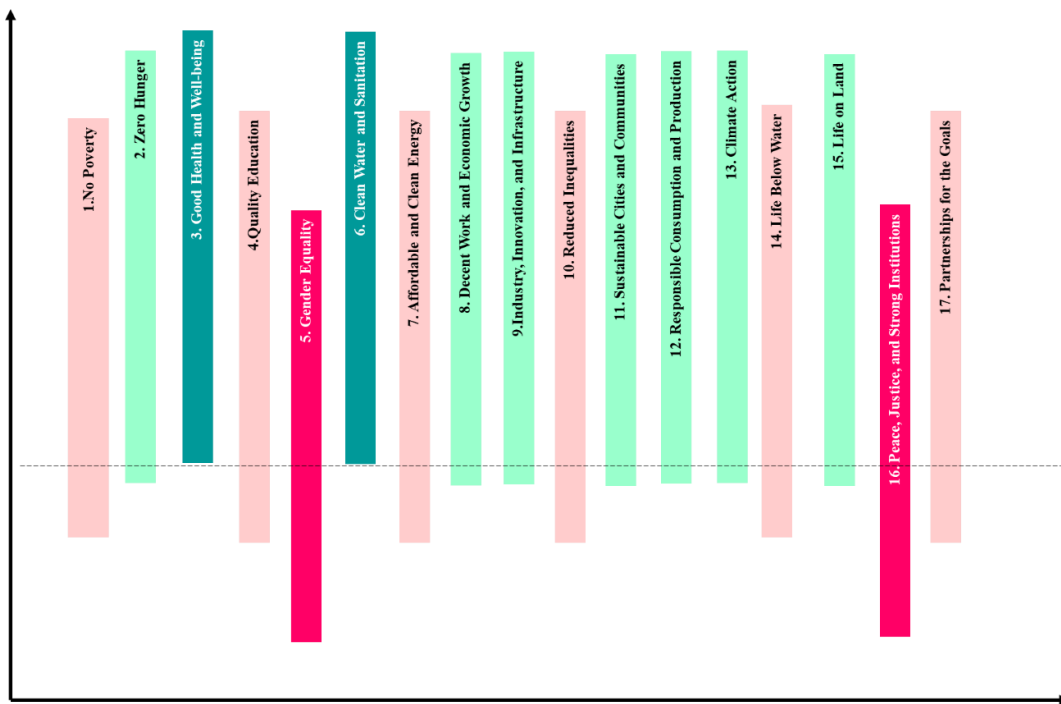 1.No Poverty
2. Zero Hunger
3. Good Health and Well-being
4.Quality Education
5. Gender Equality
6. Clean Water and Sanitation
7. Affordable and Clean Energy
8. Decent Work and Economic Growth
9.Industry, Innovation, and Infrastructure
10. Reduced Inequalities
11. Sustainable Cities and Communities
12. Responsible Consumption and Production
13. Climate Action
14. Life Below Water
15. Life on Land
16. Peace, Justice, and Strong Institutions
17. Partnerships for the Goals